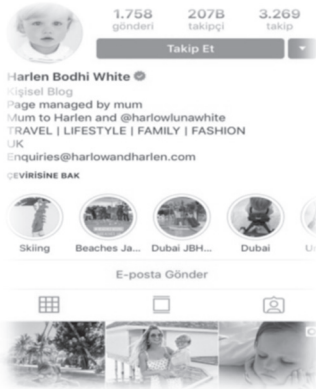 1.758 207B 3.269
gönderi takipçi takip
Takip Et
Harlen Bodhi White
Kişisel Blog
Page managed by mum
Mum to Harlen and @harlowlunawhite
TRAVEL | LIFESTYLE | FAMILY | FASHION
UK
Enquiries@harlowandharlen.com
ÇEVİRİSİNE BAK
Skiing Beaches Ja... Dubai JBH... Dubai
E-posta Gönder